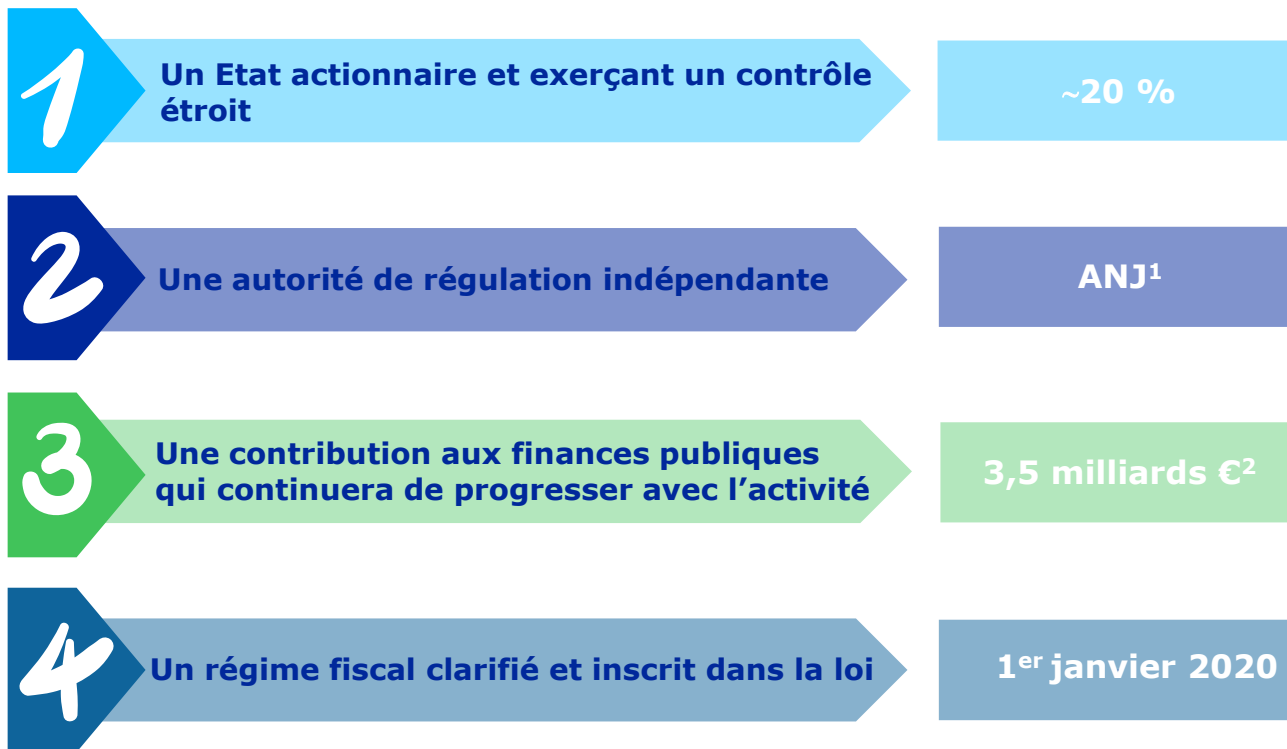 1
Un Etat actionnaire et exerçant un contrôle
étroit
~20 %
2
Une autorité de régulation indépendante
ANJ¹
3
Une contribution aux finances publiques
qui continuera de progresser avec l’activité
3,5 milliards €²
4
Un régime fiscal clarifié et inscrit dans la loi
1er janvier 2020